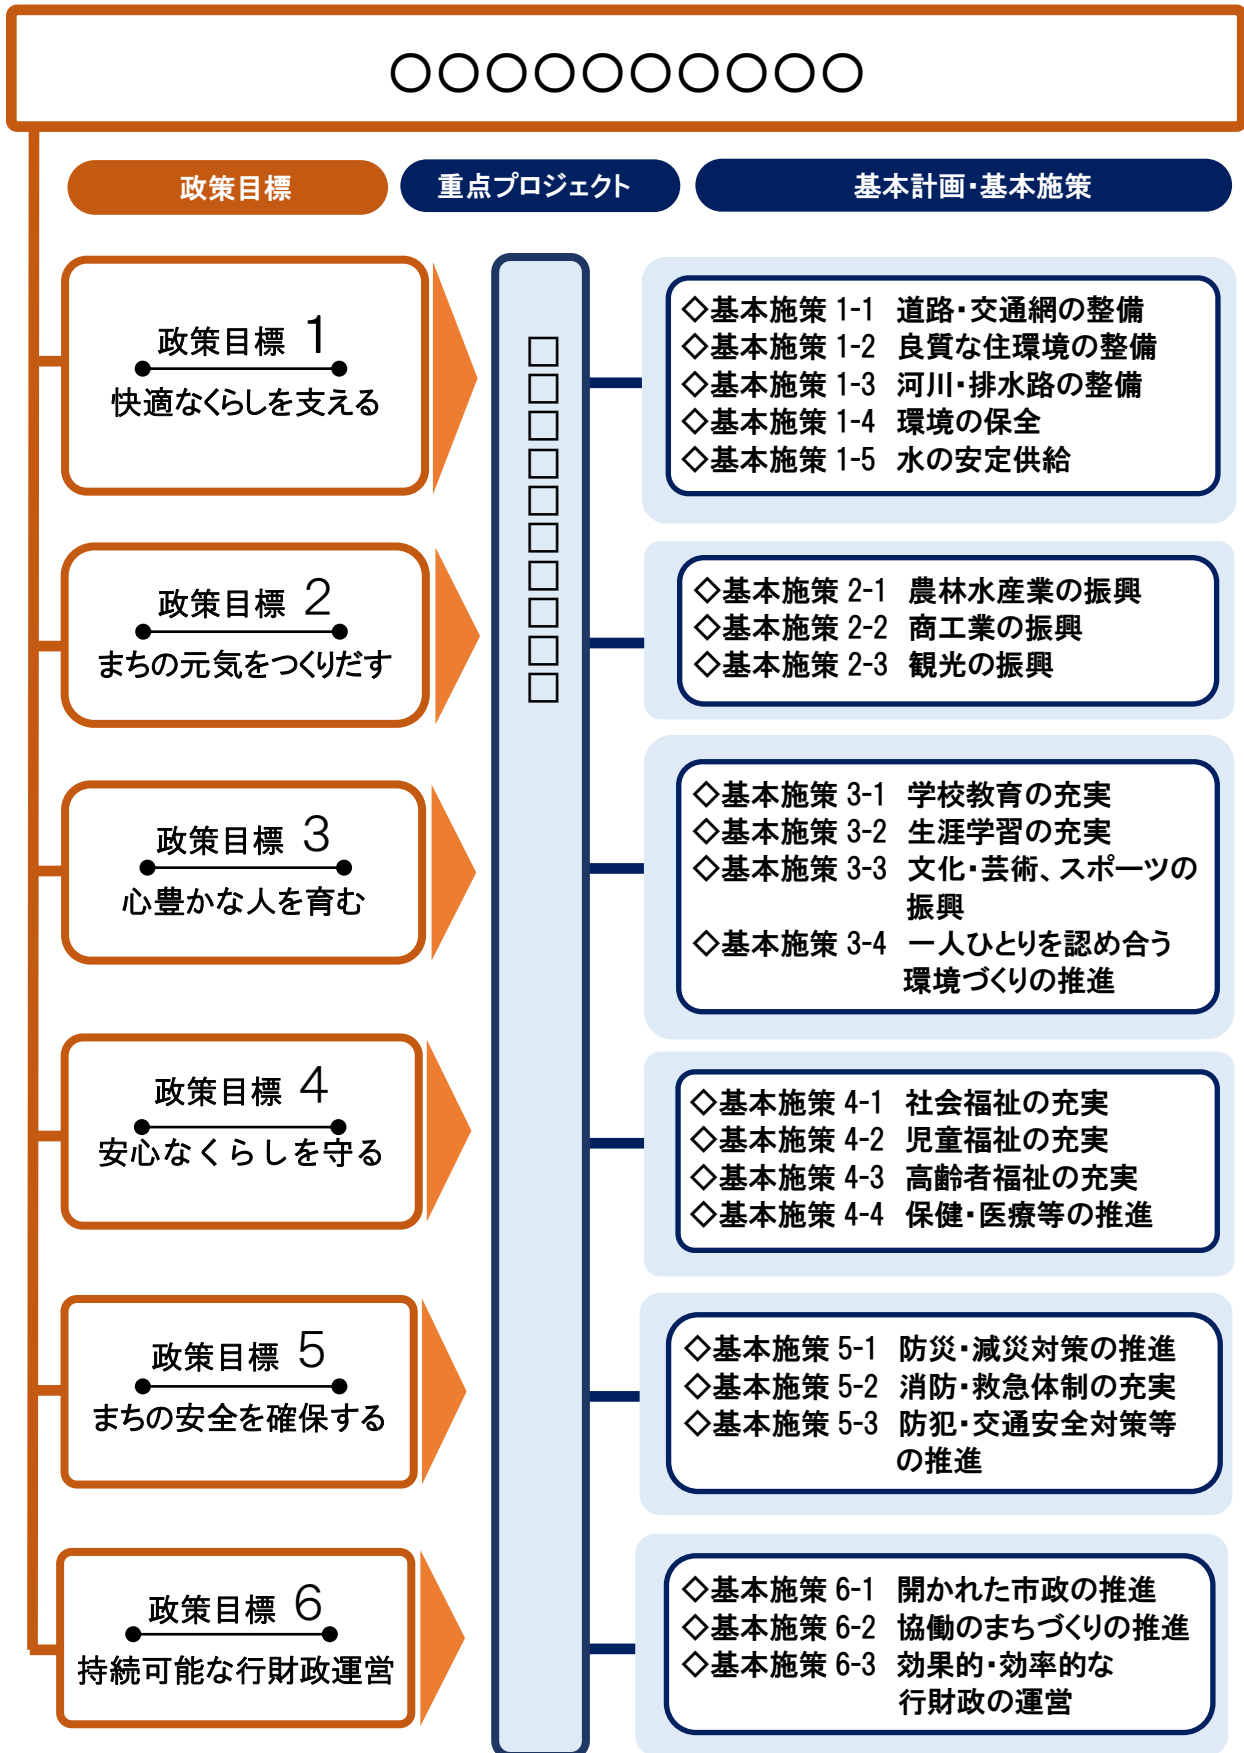 ○○○○○○○○○○
政策目標
重点プロジェクト
基本計画・基本施策
政策目標 1
快適なくらしを支える
□□□□□□□□□□
◇基本施策 1-1 道路・交通網の整備
◇基本施策 1-2 良質な住環境の整備
◇基本施策 1-3 河川・排水路の整備
◇基本施策 1-4 環境の保全
◇基本施策 1-5 水の安定供給
政策目標 2
まちの元気をつくりだす
◇基本施策 2-1 農林水産業の振興
◇基本施策 2-2 商工業の振興
◇基本施策 2-3 観光の振興
政策目標 3
心豊かな人を育む
◇基本施策 3-1 学校教育の充実
◇基本施策 3-2 生涯学習の充実
◇基本施策 3-3 文化・芸術、スポーツの
振興
◇基本施策 3-4 一人ひとりを認め合う
環境づくりの推進
政策目標 4
安心なくらしを守る
◇基本施策 4-1 社会福祉の充実
◇基本施策 4-2 児童福祉の充実
◇基本施策 4-3 高齢者福祉の充実
◇基本施策 4-4 保健・医療等の推進
政策目標 5
まちの安全を確保する
◇基本施策 5-1 防災・減災対策の推進
◇基本施策 5-2 消防・救急体制の充実
◇基本施策 5-3 防犯・交通安全対策等
の推進
政策目標 6
持続可能な行財政運営
◇基本施策 6-1 開かれた市政の推進
◇基本施策 6-2 協働のまちづくりの推進
◇基本施策 6-3 効果的・効率的な
行財政の運営